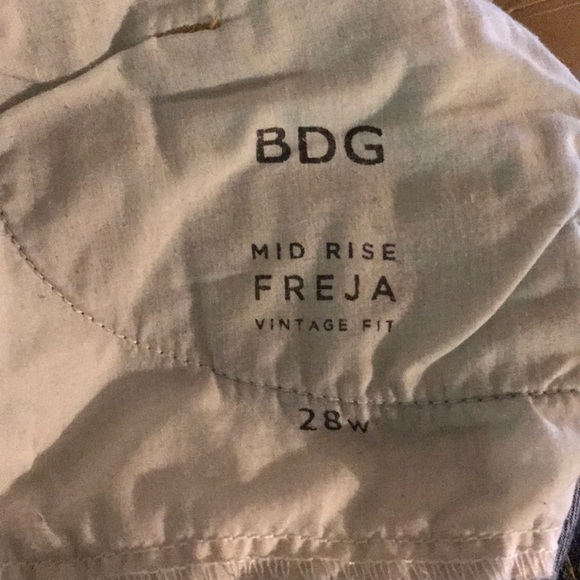 BDG
MID RISE
FREJA
VINTAGE FIT
28W